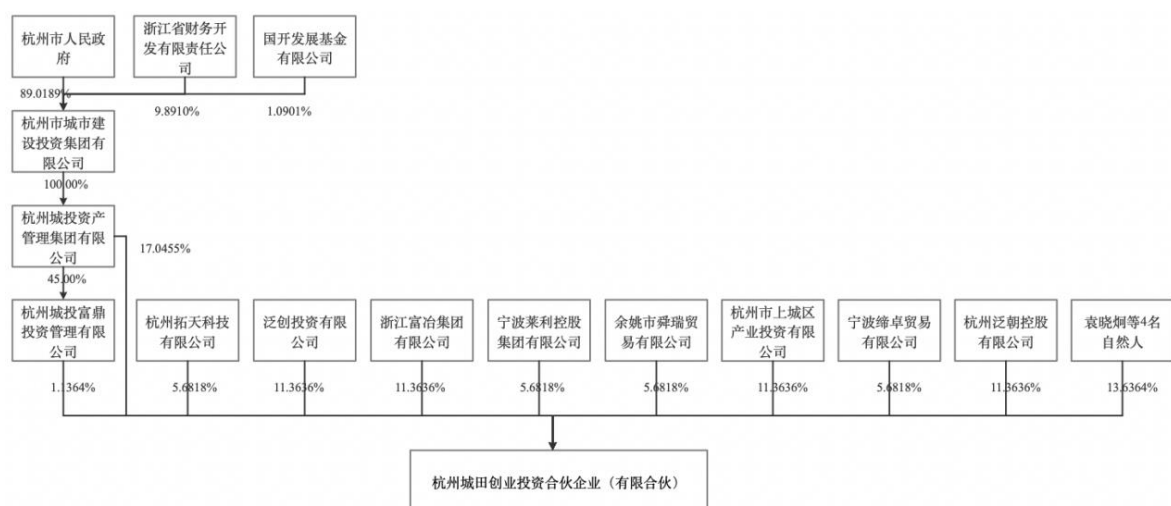 杭州市人民政
府
浙江省财务开
发有限责任公
司
国开发展基金
有限公司
89.0189%
9.8910%
1.0901%
杭州市城市建
设投资集团有
限公司
100.00%
杭州城投资产
管理集团有限
公司
17.0455%
45.00%
杭州城投富鼎
投资管理有限
公司
杭州拓天科技
有限公司
泛创投资有限
公司
浙江富冶集团
有限公司
宁波莱利控股
集团有限公司
余姚市舜瑞贸
易有限公司
杭州市上城区
产业投资有限
公司
宁波缔卓贸易
有限公司
杭州泛朝控股
有限公司
袁晓炯等4名
自然人
1.1364%
5.6818%
11.3636%
11.3636%
5.6818%
5.6818%
11.3636%
5.6818%
11.3636%
13.6364%
杭州城田创业投资合伙企业（有限合伙）